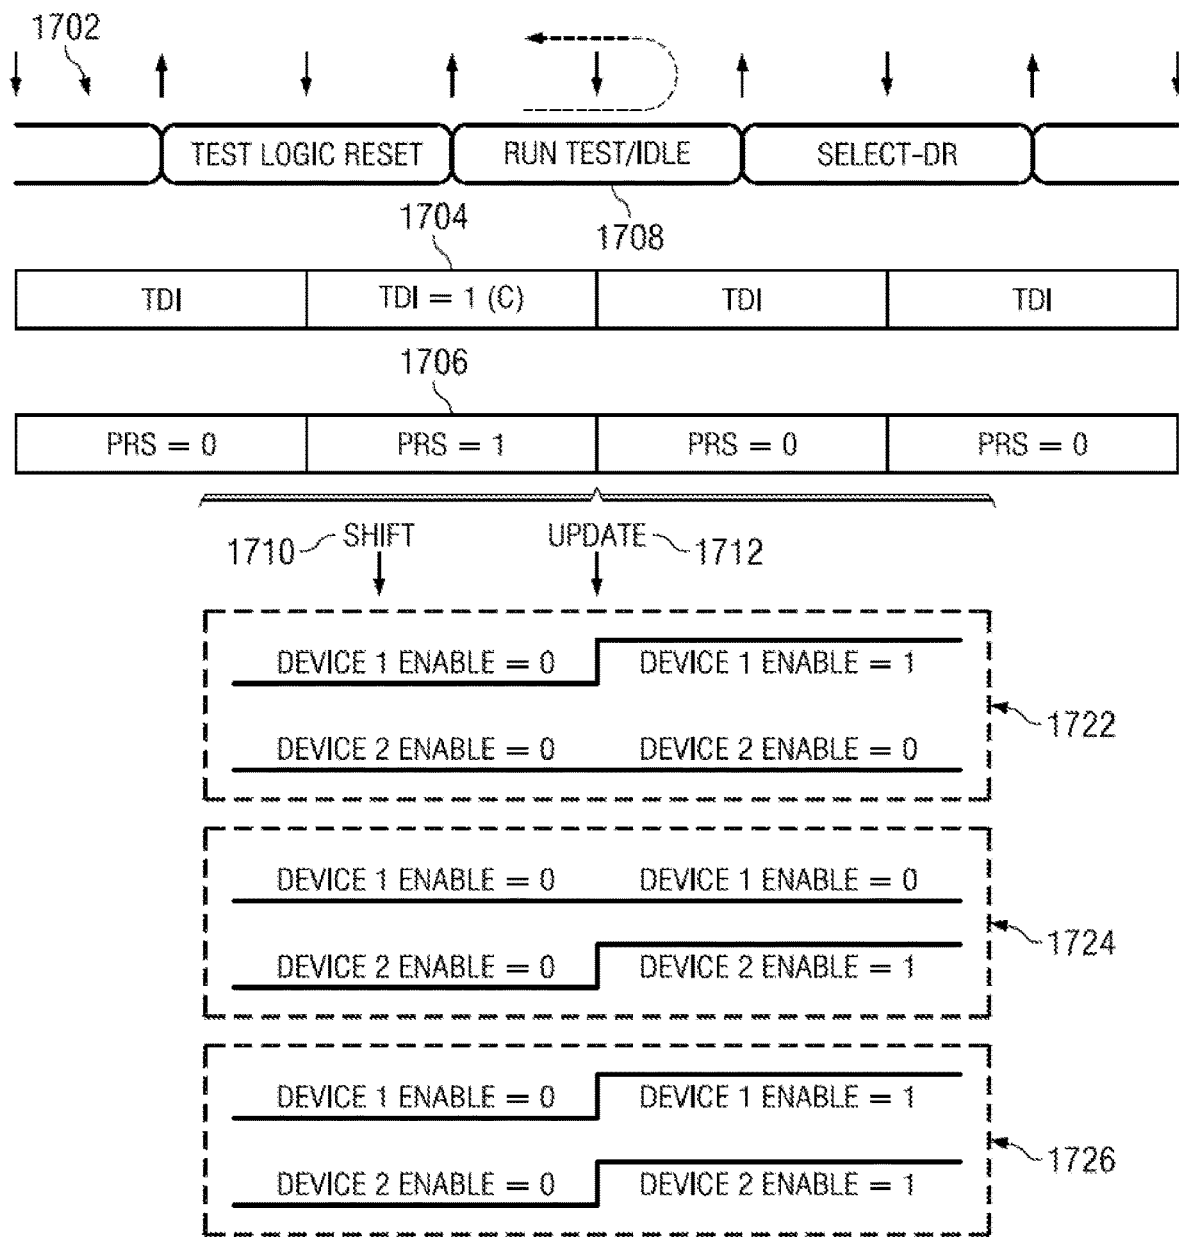 1702
TEST LOGIC RESET RUN TEST/IDLE SELECT-DR
1704 1708
TDI TDI = 1 (C) TDI TDI
1706
PRS = 0 PRS = 1 PRS = 0 PRS = 0
1710 SHIFT UPDATE 1712
DEVICE 1 ENABLE = 0 DEVICE 1 ENABLE = 1
1722
DEVICE 2 ENABLE = 0 DEVICE 2 ENABLE = 0
DEVICE 1 ENABLE = 0 DEVICE 1 ENABLE = 0
1724
DEVICE 2 ENABLE = 0 DEVICE 2 ENABLE = 1
DEVICE 1 ENABLE = 0 DEVICE 1 ENABLE = 1
1726
DEVICE 2 ENABLE = 0 DEVICE 2 ENABLE = 1